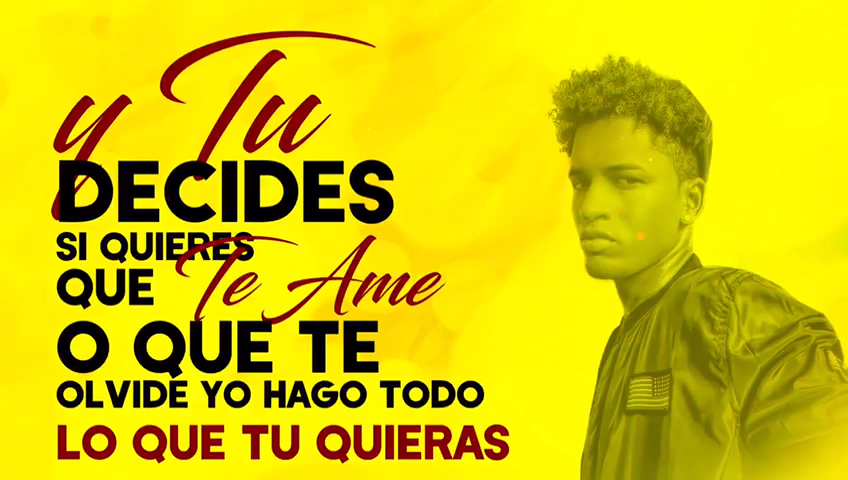 y Tu
DECIDES
SI QUIERES
QUE Te Ame
O QUE TE
OLVIDE YO HAGO TODO
LO QUE TU QUIERAS